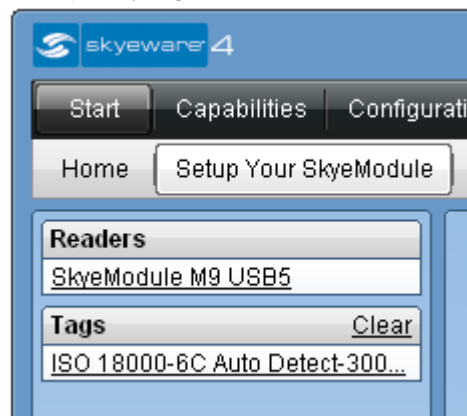 skyeware 4
Start Capabilities Configurati
Home Setup Your SkyeModule
Readers
SkyeModule M9 USB5
Tags Clear
ISO 18000-6C Auto Detect-300...